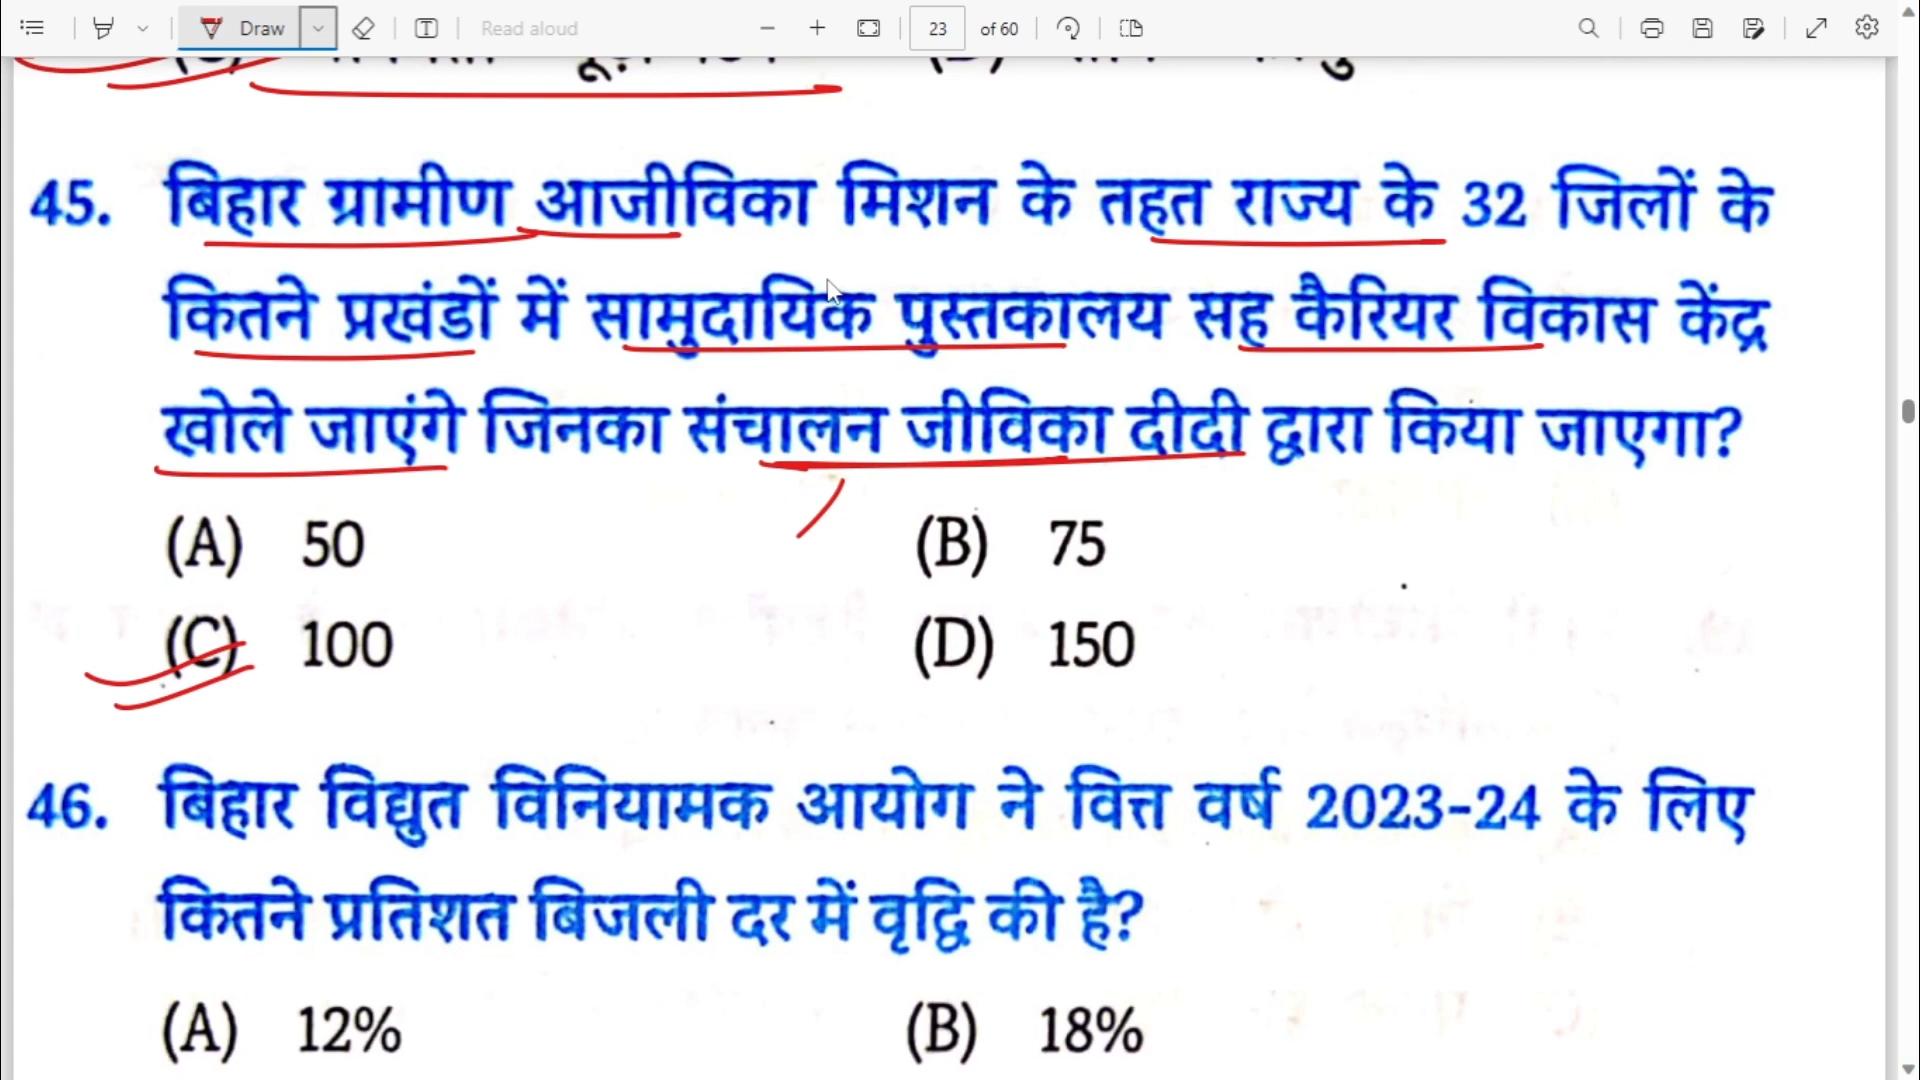 Draw
Read aloud
23
of 60
45. बिहार ग्रामीण आजीविका मिशन के तहत राज्य के 32 जिलों के
कितने प्रखंडों में सामुदायिक पुस्तकालय सह कैरियर विकास केंद्र
खोले जाएंगे जिनका संचालन जीविका दीदी द्वारा किया जाएगा?
(A) 50 (B) 75
(C) 100 (D) 150
46. बिहार विद्युत विनियामक आयोग ने वित्त वर्ष 2023-24 के लिए
कितने प्रतिशत बिजली दर में वृद्धि की है?
(A) 12% (B) 18%